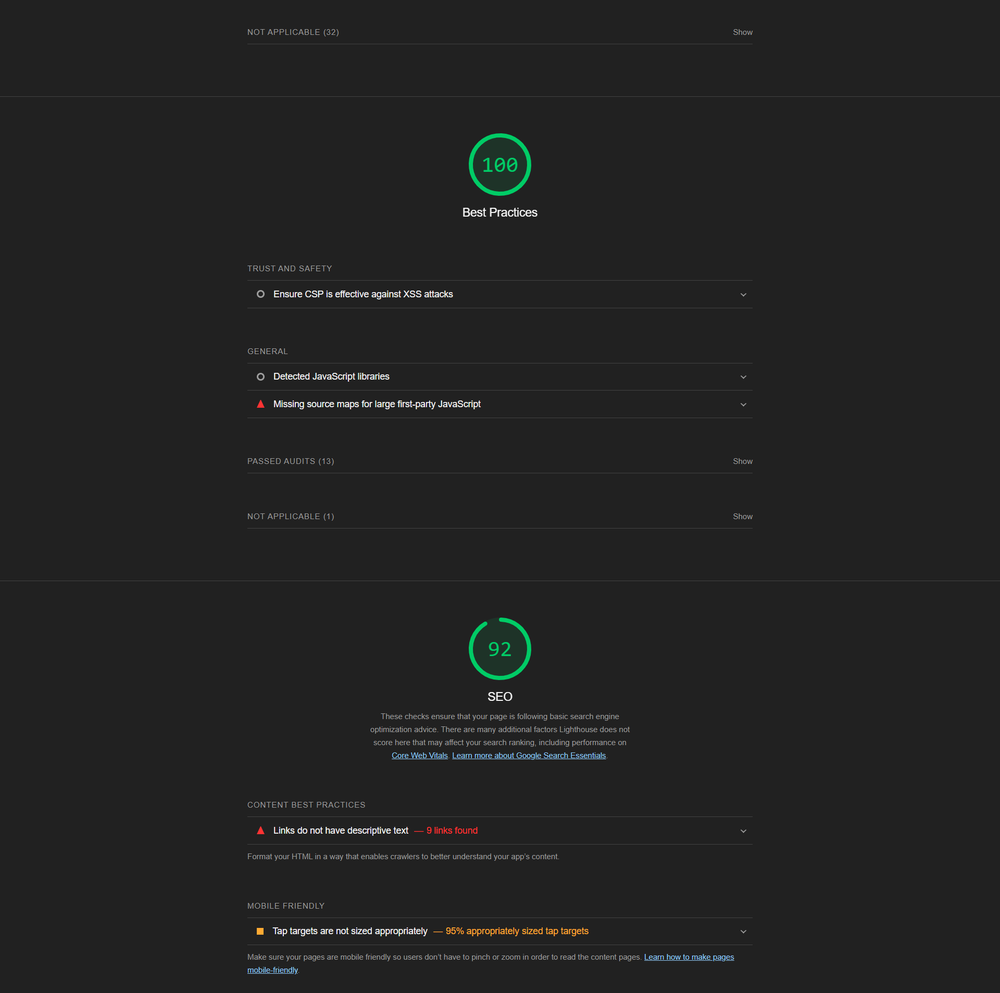 NOT APPLICABLE (32) Show
100
Best Practices
TRUST AND SAFETY
Ensure CSP is effective against XSS attacks
GENERAL
Detected JavaScript libraries
Missing source maps for large first-party JavaScript
PASSED AUDITS (13) Show
NOT APPLICABLE (1) Show
92
SEO
These checks ensure that your page is following basic search engine
optimization advice. There are many additional factors Lighthouse does not
score here that may affect your search ranking, including performance on
Core Web Vitals. Learn more about Google Search Essentials.
CONTENT BEST PRACTICES
Links do not have descriptive text — 9 links found
Format your HTML in a way that enables crawlers to better understand your app’s content.
MOBILE FRIENDLY
Tap targets are not sized appropriately — 95% appropriately sized tap targets
Make sure your pages are mobile friendly so users don’t have to pinch or zoom in order to read the content pages. Learn how to make pages
mobile-friendly.